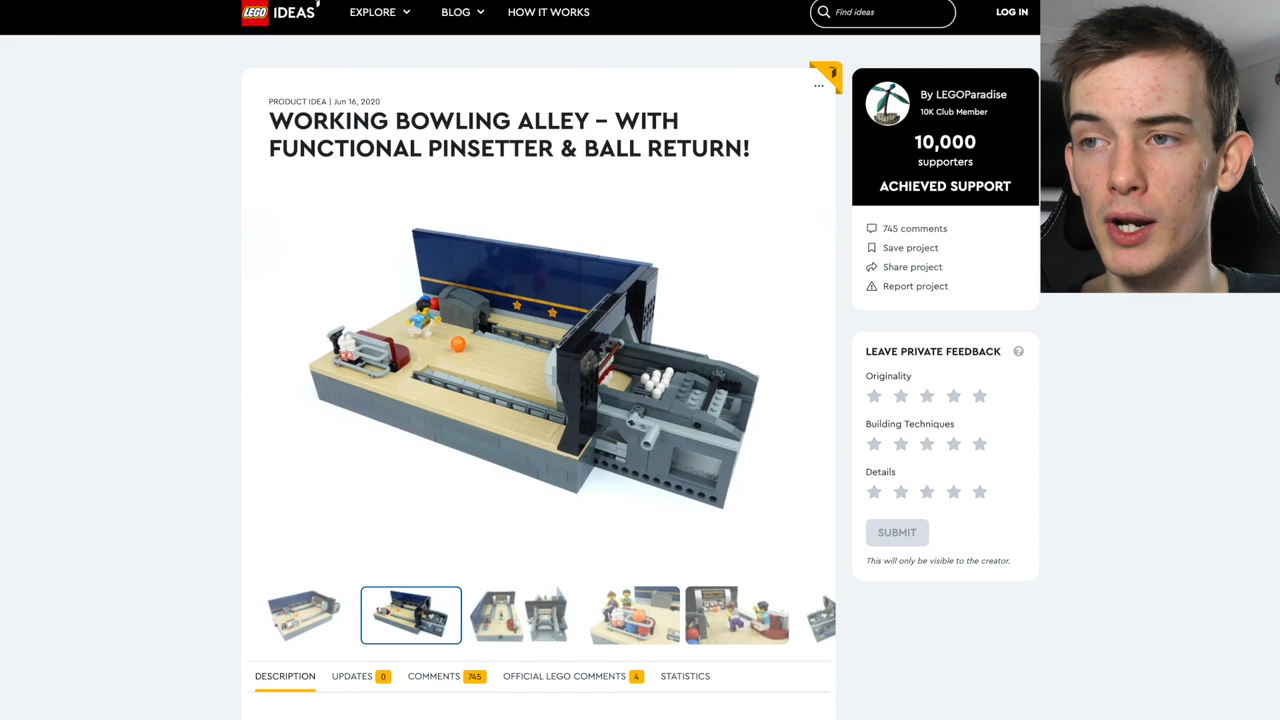 LEGO IDEAS
EXPLORE
BLOG
HOW IT WORKS
Find ideas
LOG IN
PRODUCT IDEA | Jun 16, 2020
WORKING BOWLING ALLEY – WITH
FUNCTIONAL PINSETTER & BALL RETURN!
...
By LEGOParadise
10K Club Member
10,000
supporters
ACHIEVED SUPPORT
745 comments
Save project
Share project
Report project
LEAVE PRIVATE FEEDBACK ?
Originality
Building Techniques
Details
SUBMIT
This will only be visible to the creator.
DESCRIPTION
UPDATES 0
COMMENTS 745
OFFICIAL LEGO COMMENTS 4
STATISTICS